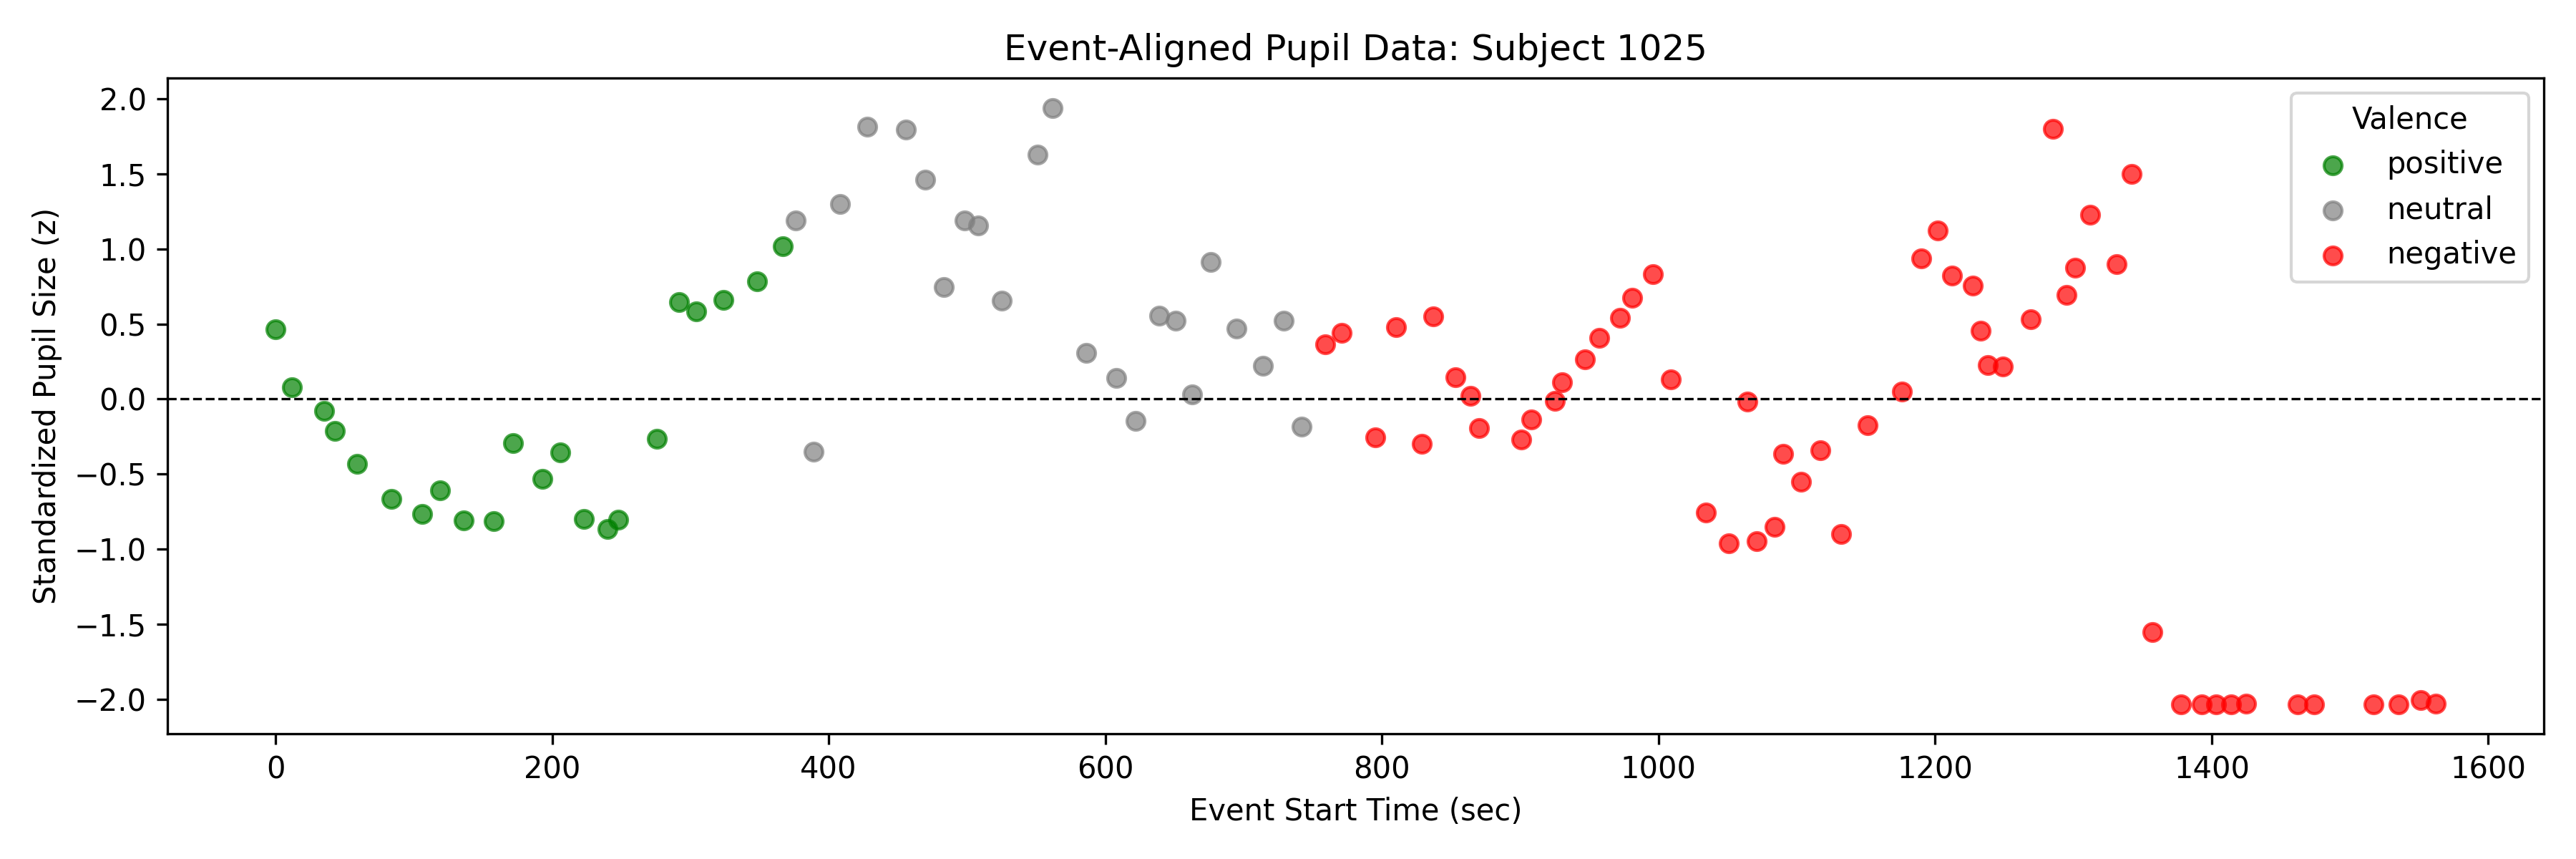 Event-Aligned Pupil Data: Subject 1025
Standardized Pupil Size (z)
2.0
1.5
1.0
0.5
0.0
−0.5
−1.0
−1.5
−2.0
Valence
positive
neutral
negative
0 200 400 600 800 1000 1200 1400 1600
Event Start Time (sec)